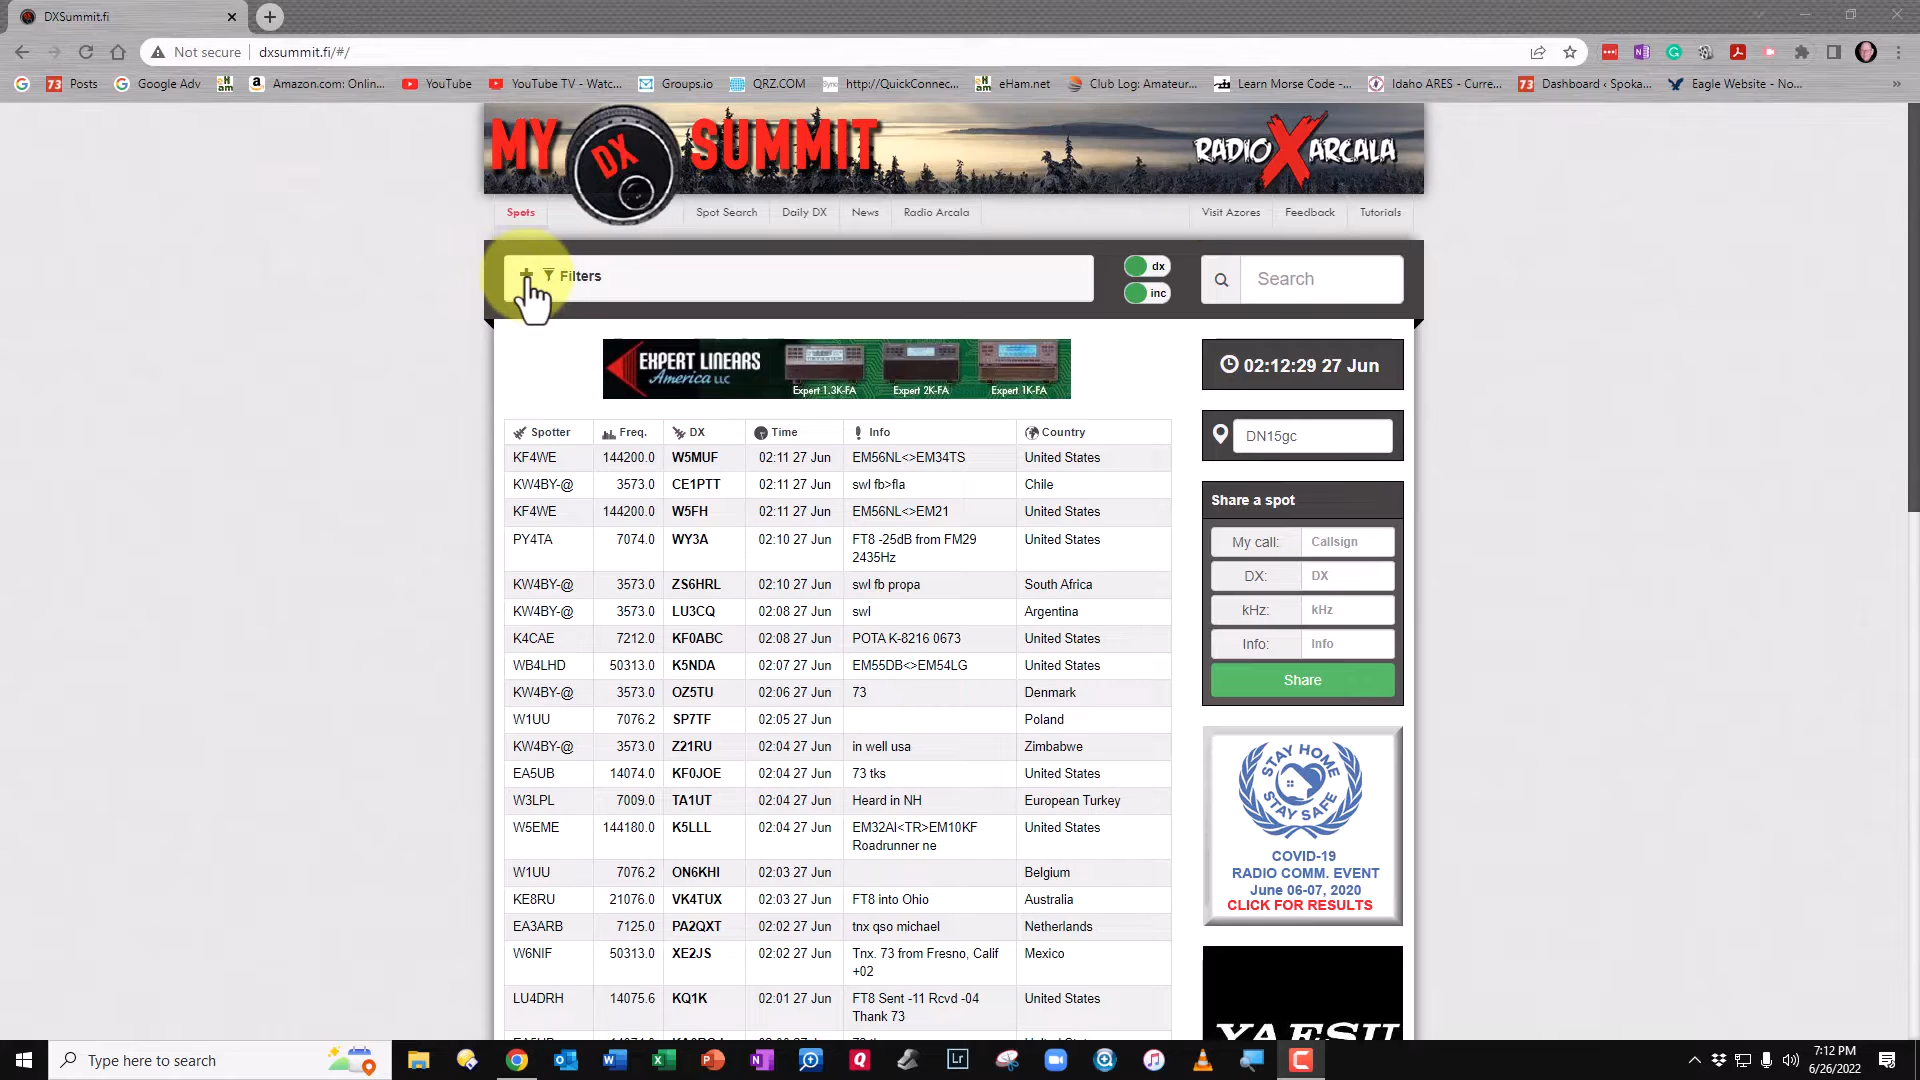 DXSummit.fi
Not secure | dxsummit.fi/#/
Posts Google Adv Amazon.com: Onlin... YouTube YouTube TV - Watc... Groups.io QRZ.COM http://QuickConnec... eHam.net Club Log: Amateur... Learn Morse Code -... Idaho ARES - Curre... 73 Dashboard ‹ Spoka... Eagle Website - No...
MY DX SUMMIT RADIO X ARCALA
Spots Spot Search Daily DX News Radio Arcala Visit Azores Feedback Tutorials
Filters dx Search
inc
EXPERT LINEARS
America LLC
Expert 1.3K-FA Expert 2K-FA Expert 1K-FA
02:12:29 27 Jun
DN15gc
Spotter Freq. DX Time Info Country
KF4WE 144200.0 W5MUF 02:11 27 Jun EM56NL<>EM34TS United States
KW4BY-@ 3573.0 CE1PTT 02:11 27 Jun swl fb>fla Chile
KF4WE 144200.0 W5FH 02:11 27 Jun EM56NL<>EM21 United States
PY4TA 7074.0 WY3A 02:10 27 Jun FT8 -25dB from FM29 United States
2435Hz
KW4BY-@ 3573.0 ZS6HRL 02:10 27 Jun swl fb propa South Africa
KW4BY-@ 3573.0 LU3CQ 02:08 27 Jun swl Argentina
K4CAE 7212.0 KF0ABC 02:08 27 Jun POTA K-8216 0673 United States
WB4LHD 50313.0 K5NDA 02:07 27 Jun EM55DB<>EM54LG United States
KW4BY-@ 3573.0 OZ5TU 02:06 27 Jun 73 Denmark
W1UU 7076.2 SP7TF 02:05 27 Jun Poland
KW4BY-@ 3573.0 Z21RU 02:04 27 Jun in well usa Zimbabwe
EA5UB 14074.0 KF0JOE 02:04 27 Jun 73 tks United States
W3LPL 7009.0 TA1UT 02:04 27 Jun Heard in NH European Turkey
W5EME 144180.0 K5LLL 02:04 27 Jun EM32AI<TR>EM10KF United States
Roadrunner ne
W1UU 7076.2 ON6KHI 02:03 27 Jun Belgium
KE8RU 21076.0 VK4TUX 02:03 27 Jun FT8 into Ohio Australia
EA3ARB 7125.0 PA2QXT 02:02 27 Jun tnx qso michael Netherlands
W6NIF 50313.0 XE2JS 02:02 27 Jun Tnx. 73 from Fresno, Calif Mexico
+02
LU4DRH 14075.6 KQ1K 02:01 27 Jun FT8 Sent -11 Rcvd -04 United States
Thank 73
Share a spot
My call: Callsign
DX: DX
kHz: kHz
Info: Info
Share
STAY HOME
STAY SAFE
COVID-19
RADIO COMM. EVENT
June 06-07, 2020
CLICK FOR RESULTS
YAESU
Type here to search
Lr
7:12 PM
6/26/2022